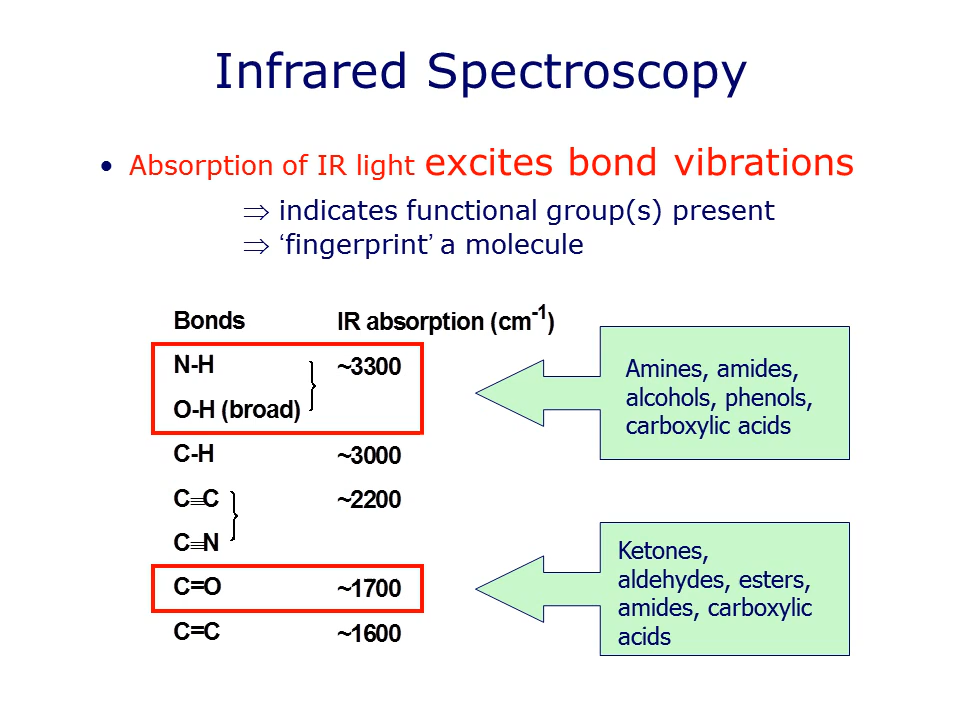 Infrared Spectroscopy
• Absorption of IR light excites bond vibrations
⇒ indicates functional group(s) present
⇒ ‘fingerprint’ a molecule
Bonds IR absorption (cm-1)
N-H ~3300
O-H (broad)
C-H ~3000
C≡C ~2200
C≡N
C=O ~1700
C=C ~1600
Amines, amides,
alcohols, phenols,
carboxylic acids
Ketones,
aldehydes, esters,
amides, carboxylic
acids